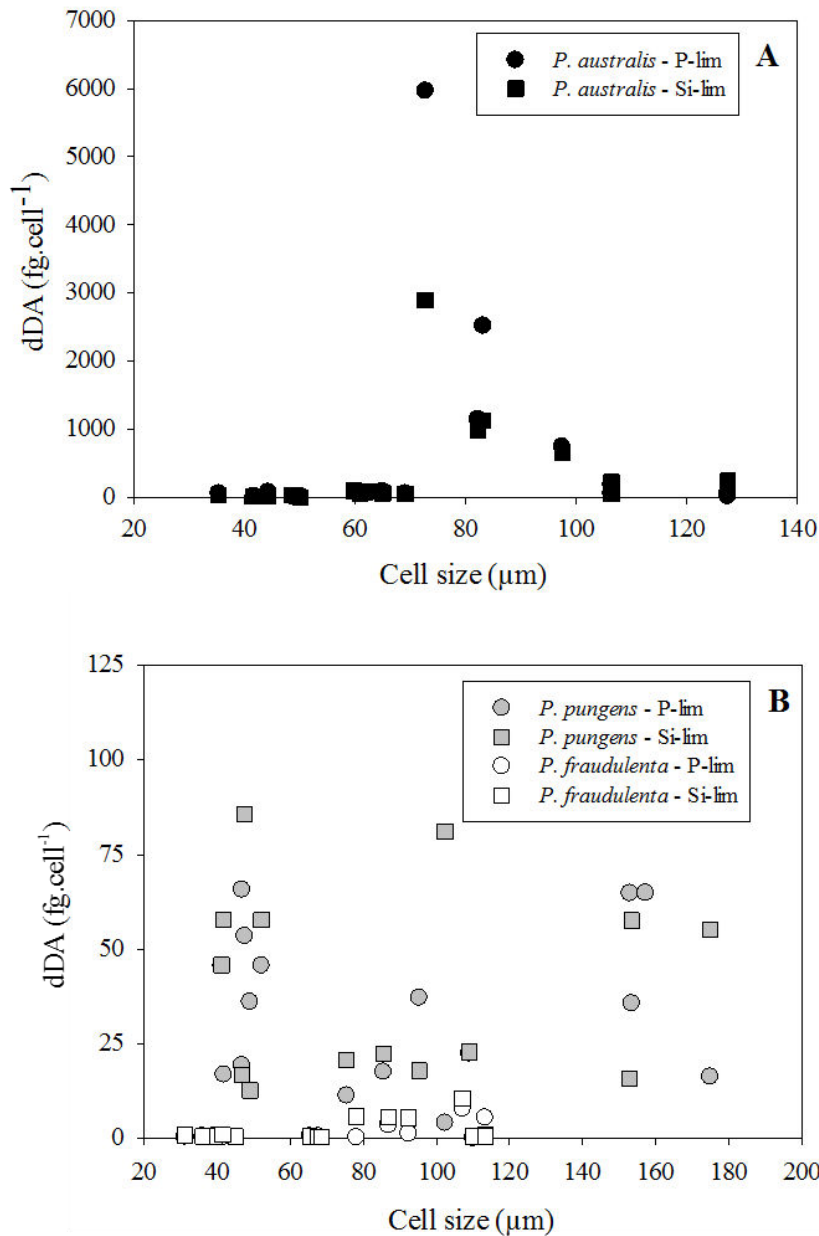 7000
6000
5000
4000
3000
2000
1000
0
dDA (fg.cell-1)
P. australis - P-lim
P. australis - Si-lim
A
20 40 60 80 100 120 140
Cell size (µm)
125
100
75
50
25
0
dDA (fg.cell-1)
P. pungens - P-lim
P. pungens - Si-lim
P. fraudulenta - P-lim
P. fraudulenta - Si-lim
B
20 40 60 80 100 120 140 160 180 200
Cell size (µm)